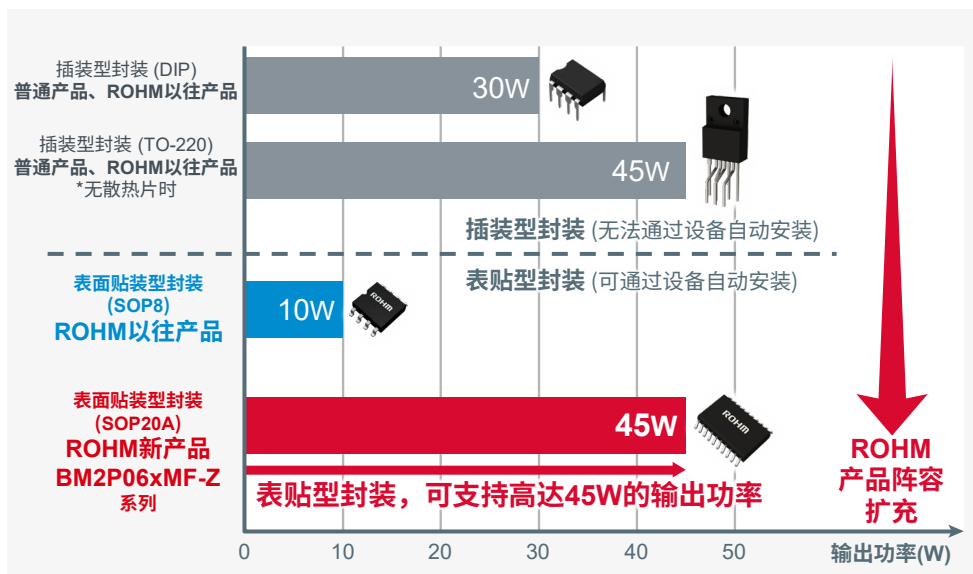 插装型封装 (DIP)
普通产品、ROHM以往产品
30W
插装型封装 (TO-220)
普通产品、ROHM以往产品
*无散热片时
45W
插装型封装 (无法通过设备自动安装)
表贴型封装 (可通过设备自动安装)
表面贴装型封装
(SOP8)
ROHM以往产品
10W
ROHM
表面贴装型封装
(SOP20A)
ROHM新产品
BM2P06xMF-Z
系列
45W
ROHM
表贴型封装，可支持高达45W的输出功率
ROHM
产品阵容
扩充
0 10 20 30 40 50 输出功率(W)